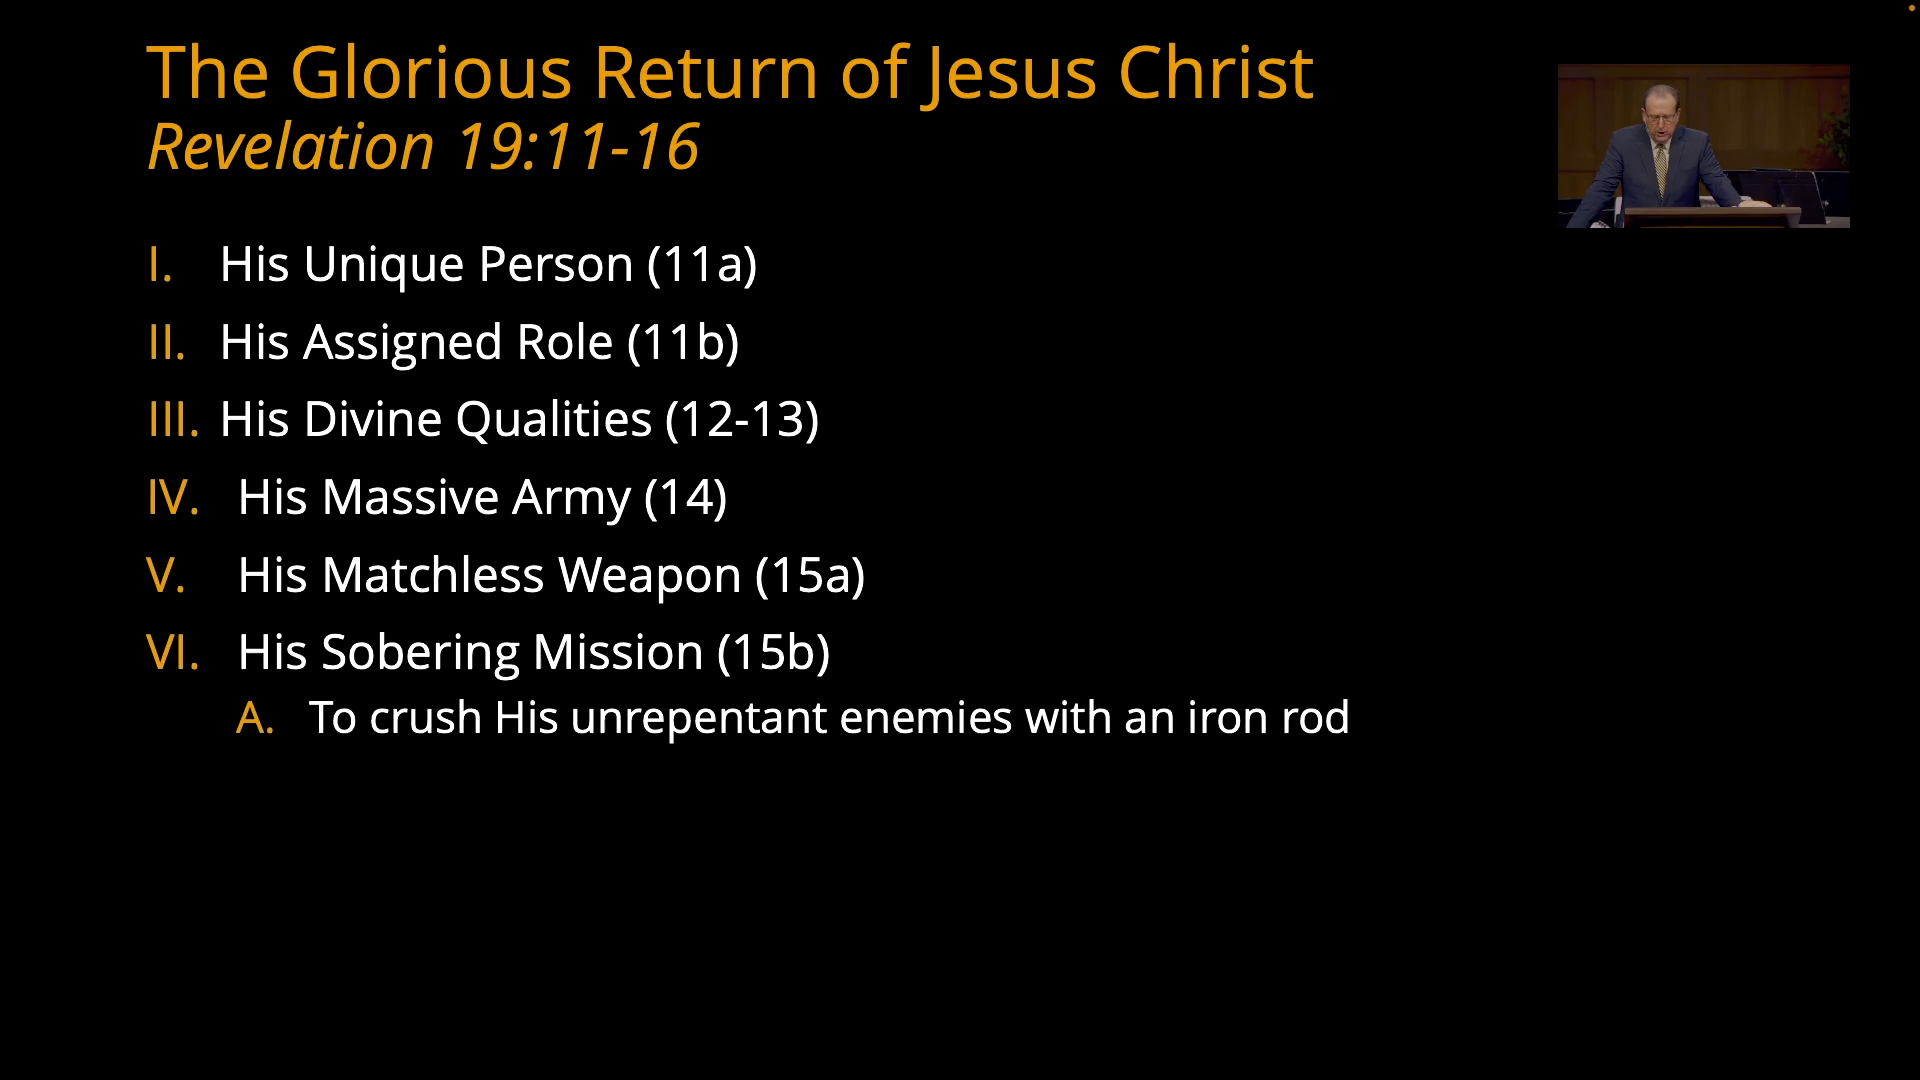 The Glorious Return of Jesus Christ
Revelation 19:11-16
I. His Unique Person (11a)
II. His Assigned Role (11b)
III. His Divine Qualities (12-13)
IV. His Massive Army (14)
V. His Matchless Weapon (15a)
VI. His Sobering Mission (15b)
A. To crush His unrepentant enemies with an iron rod